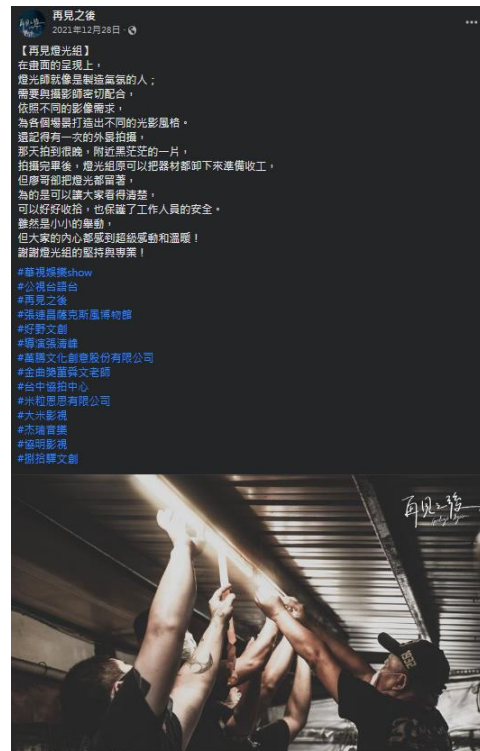 再見之後
2021年12月28日
【再見燈光組】
在畫面的呈現上，
燈光師就像是製造氣氛的人；
需要與攝影師密切配合，
依照不同的影像需求，
為各個場景打造出不同的光影風格。
還記得有一次的外景拍攝，
那天拍到很晚，附近黑茫茫的一片，
拍攝完畢後，燈光組原可以把器材都卸下來準備收工，
但廖哥卻把燈光都留著，
為的是可以讓大家看得清楚，
可以好好收拾，也保護了工作人員的安全。
雖然是小小的舉動，
但大家的內心都感到超級感動和溫暖！
謝謝燈光組的堅持與專業！
#華視娛樂show
#公視台語台
#再見之後
#張連昌薩克斯風博物館
#好野文創
#導演張濤峰
#萬騰文化創意股份有限公司
#金曲獎董舜文老師
#台中協拍中心
#米粒思思有限公司
#大米影視
#杰瑞音樂
#協明影視
#捌拾驛文創
再見之後